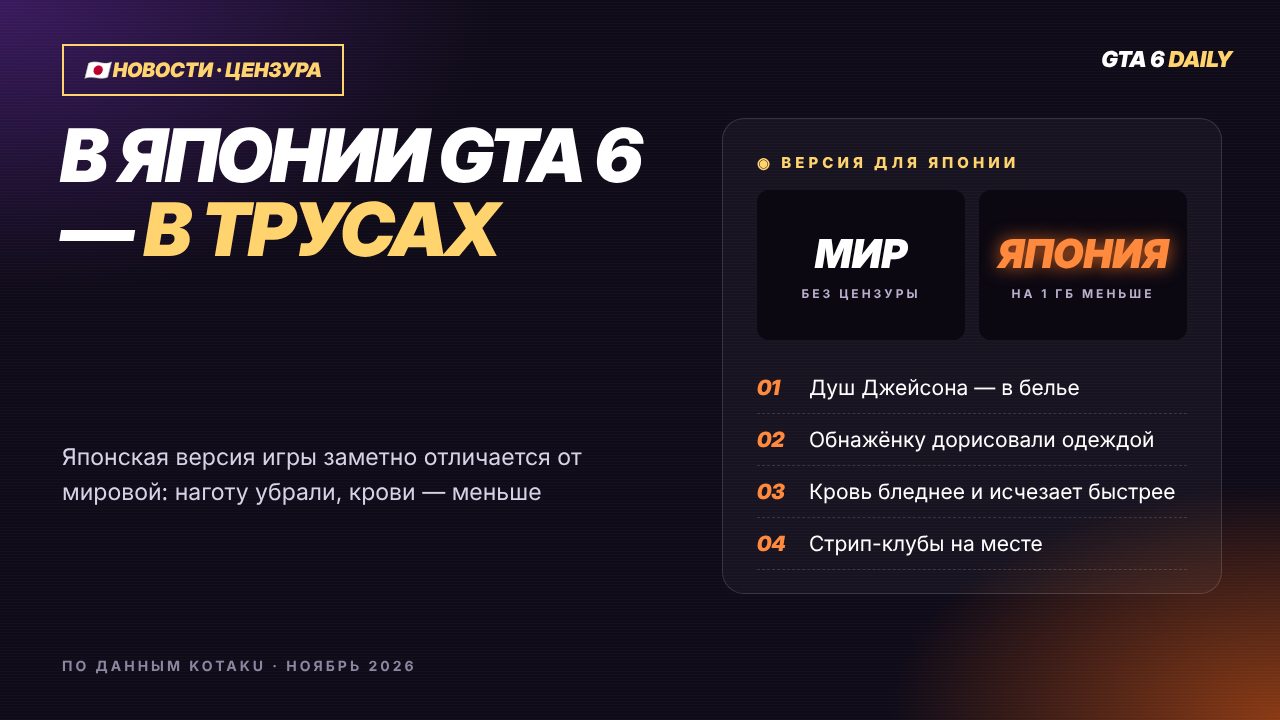 🇯🇵 НОВОСТИ · ЦЕНЗУРА
GTA 6 DAILY
В ЯПОНИИ GTA 6
— В ТРУСАХ
Японская версия игры заметно отличается от
мировой: наготу убрали, крови — меньше
ПО ДАННЫМ KOTAKU · НОЯБРЬ 2026
◉ ВЕРСИЯ ДЛЯ ЯПОНИИ
МИР
БЕЗ ЦЕНЗУРЫ
ЯПОНИЯ
НА 1 ГБ МЕНЬШЕ
01 Душ Джейсона — в белье
02 Обнажёнку дорисовали одеждой
03 Кровь бледнее и исчезает быстрее
04 Стрип-клубы на месте